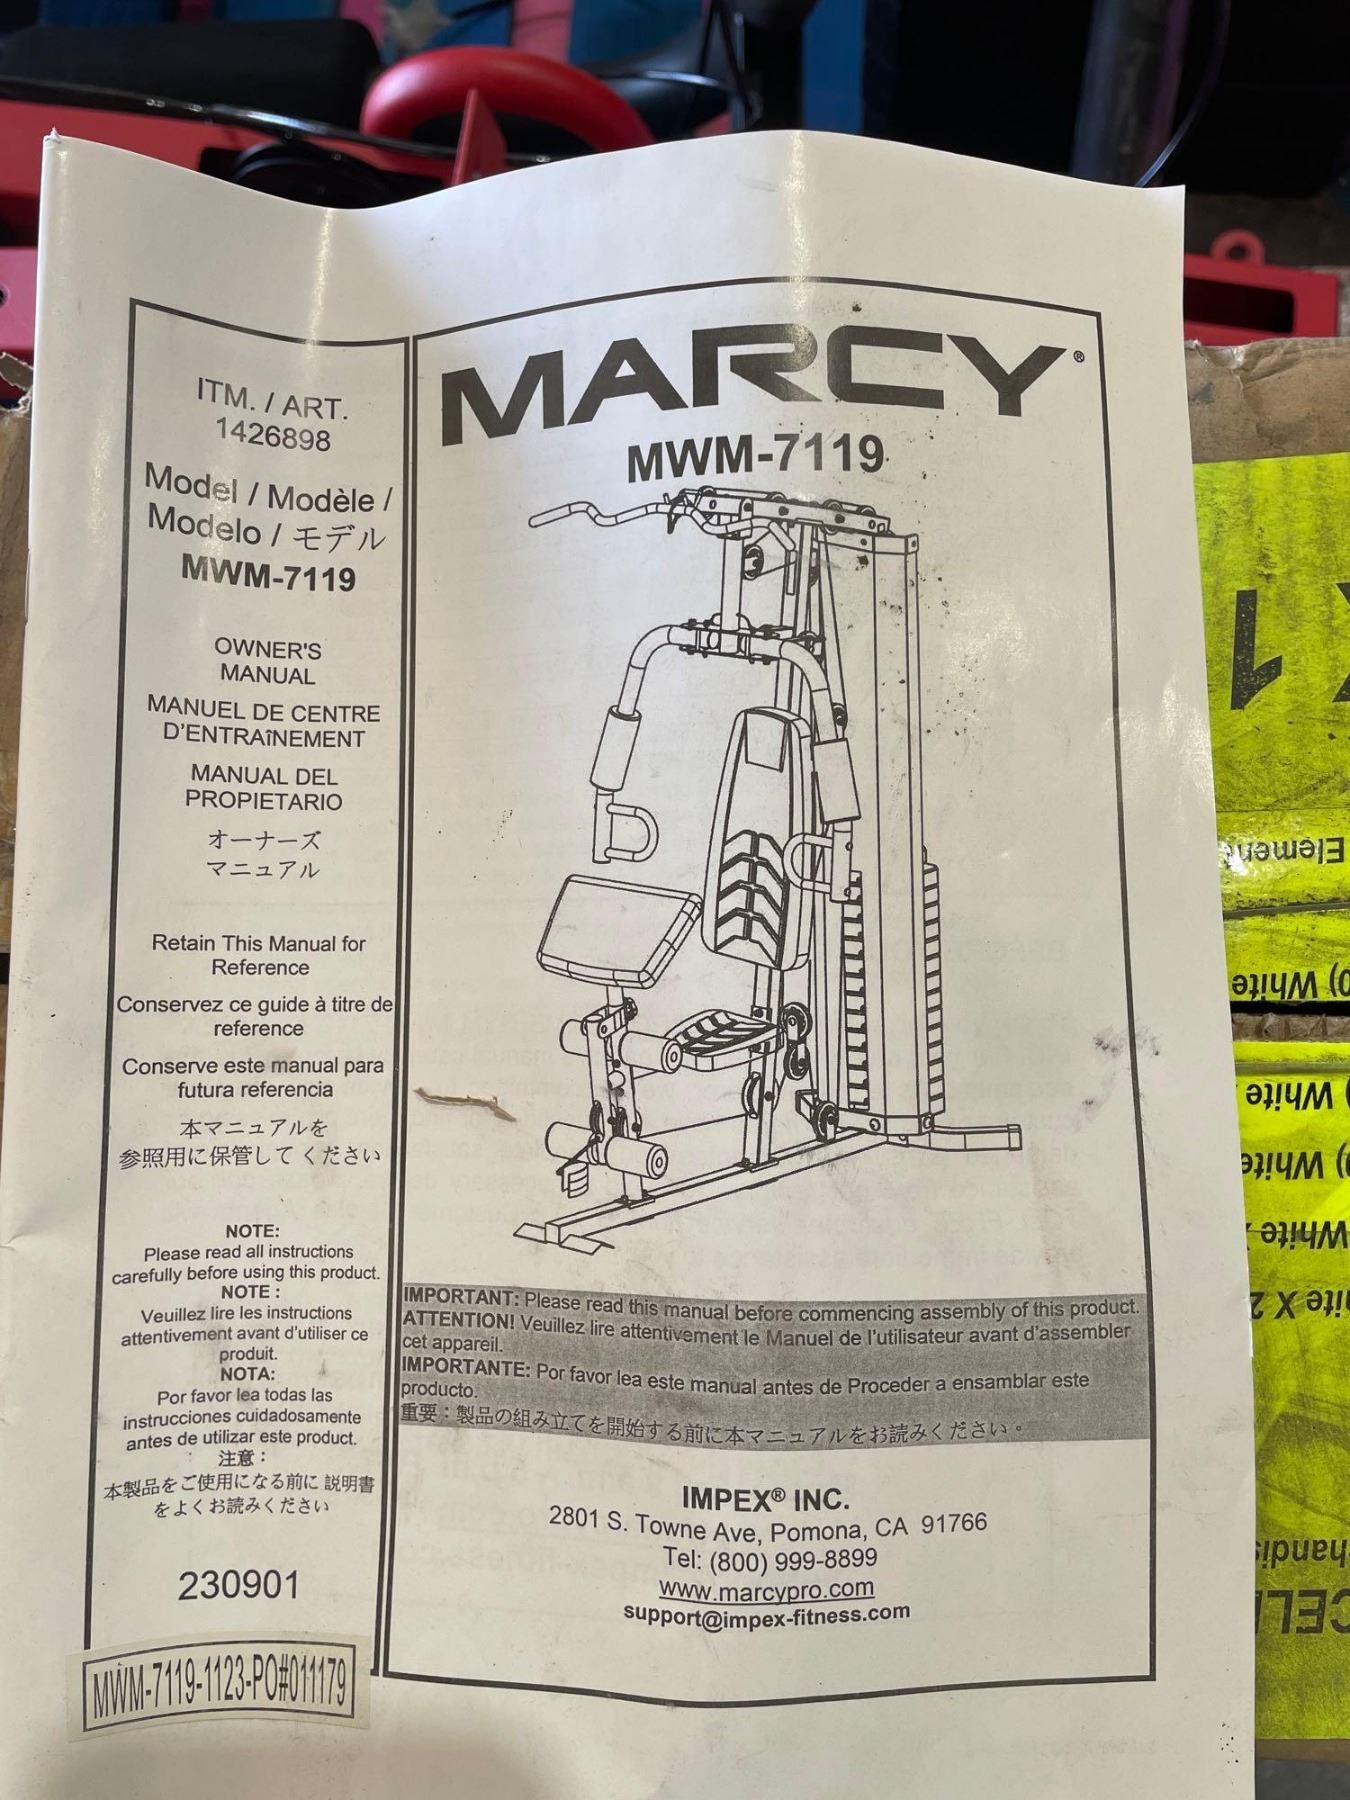 ITM. / ART.
1426898
Model / Modèle /
Modelo / モデル
MWM-7119
OWNER'S
MANUAL
MANUEL DE CENTRE
D'ENTRAîNEMENT
MANUAL DEL
PROPIETARIO
オーナーズ
マニュアル
Retain This Manual for
Reference
Conservez ce guide à titre de
reference
Conserve este manual para
futura referencia
本マニュアルを
参照用に保管して ください
NOTE:
Please read all instructions
carefully before using this product.
NOTE :
Veuillez lire les instructions
attentivement avant d'utiliser ce
produit.
NOTA:
Por favor lea todas las
instrucciones cuidadosamente
antes de utilizar este product.
注意：
本製品をご使用になる前に 説明書
をよくお読みください
230901
MWM-7119-1123-PO#011179
MARCY®
MWM-7119
IMPORTANT: Please read this manual before commencing assembly of this product.
ATTENTION! Veuillez lire attentivement le Manuel de l'utilisateur avant d'assembler
cet appareil.
IMPORTANTE: Por favor lea este manual antes de Proceder a ensamblar este
producto.
重要：製品の組み立てを開始する前に本マニュアルをお読みください。
IMPEX® INC.
2801 S. Towne Ave, Pomona, CA 91766
Tel: (800) 999-8899
www.marcypro.com
support@impex-fitness.com
Element
White
White
White
White
X 2